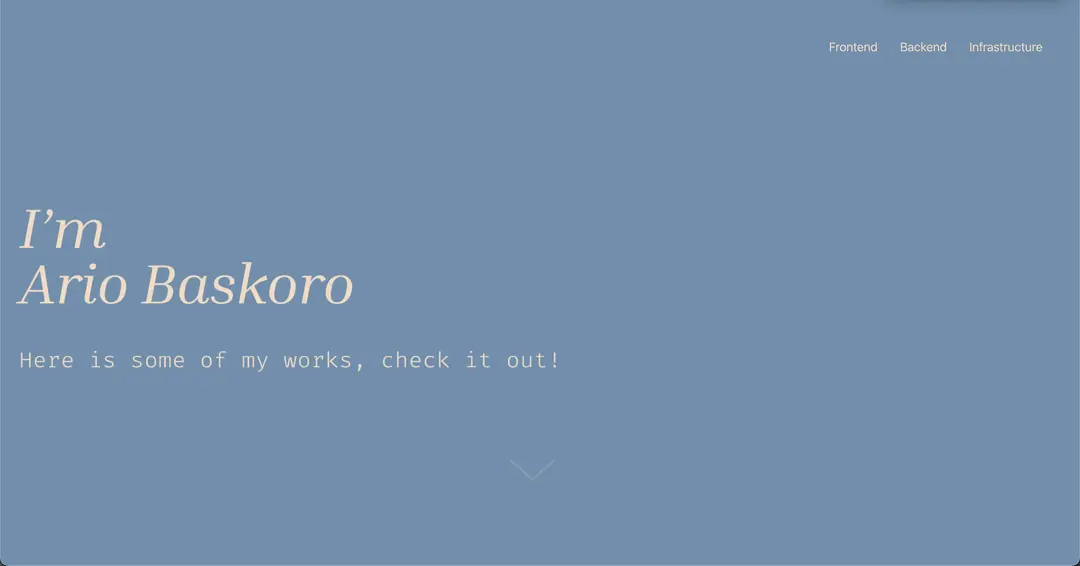 Frontend Backend Infrastructure
I’m
Ario Baskoro
Here is some of my works, check it out!